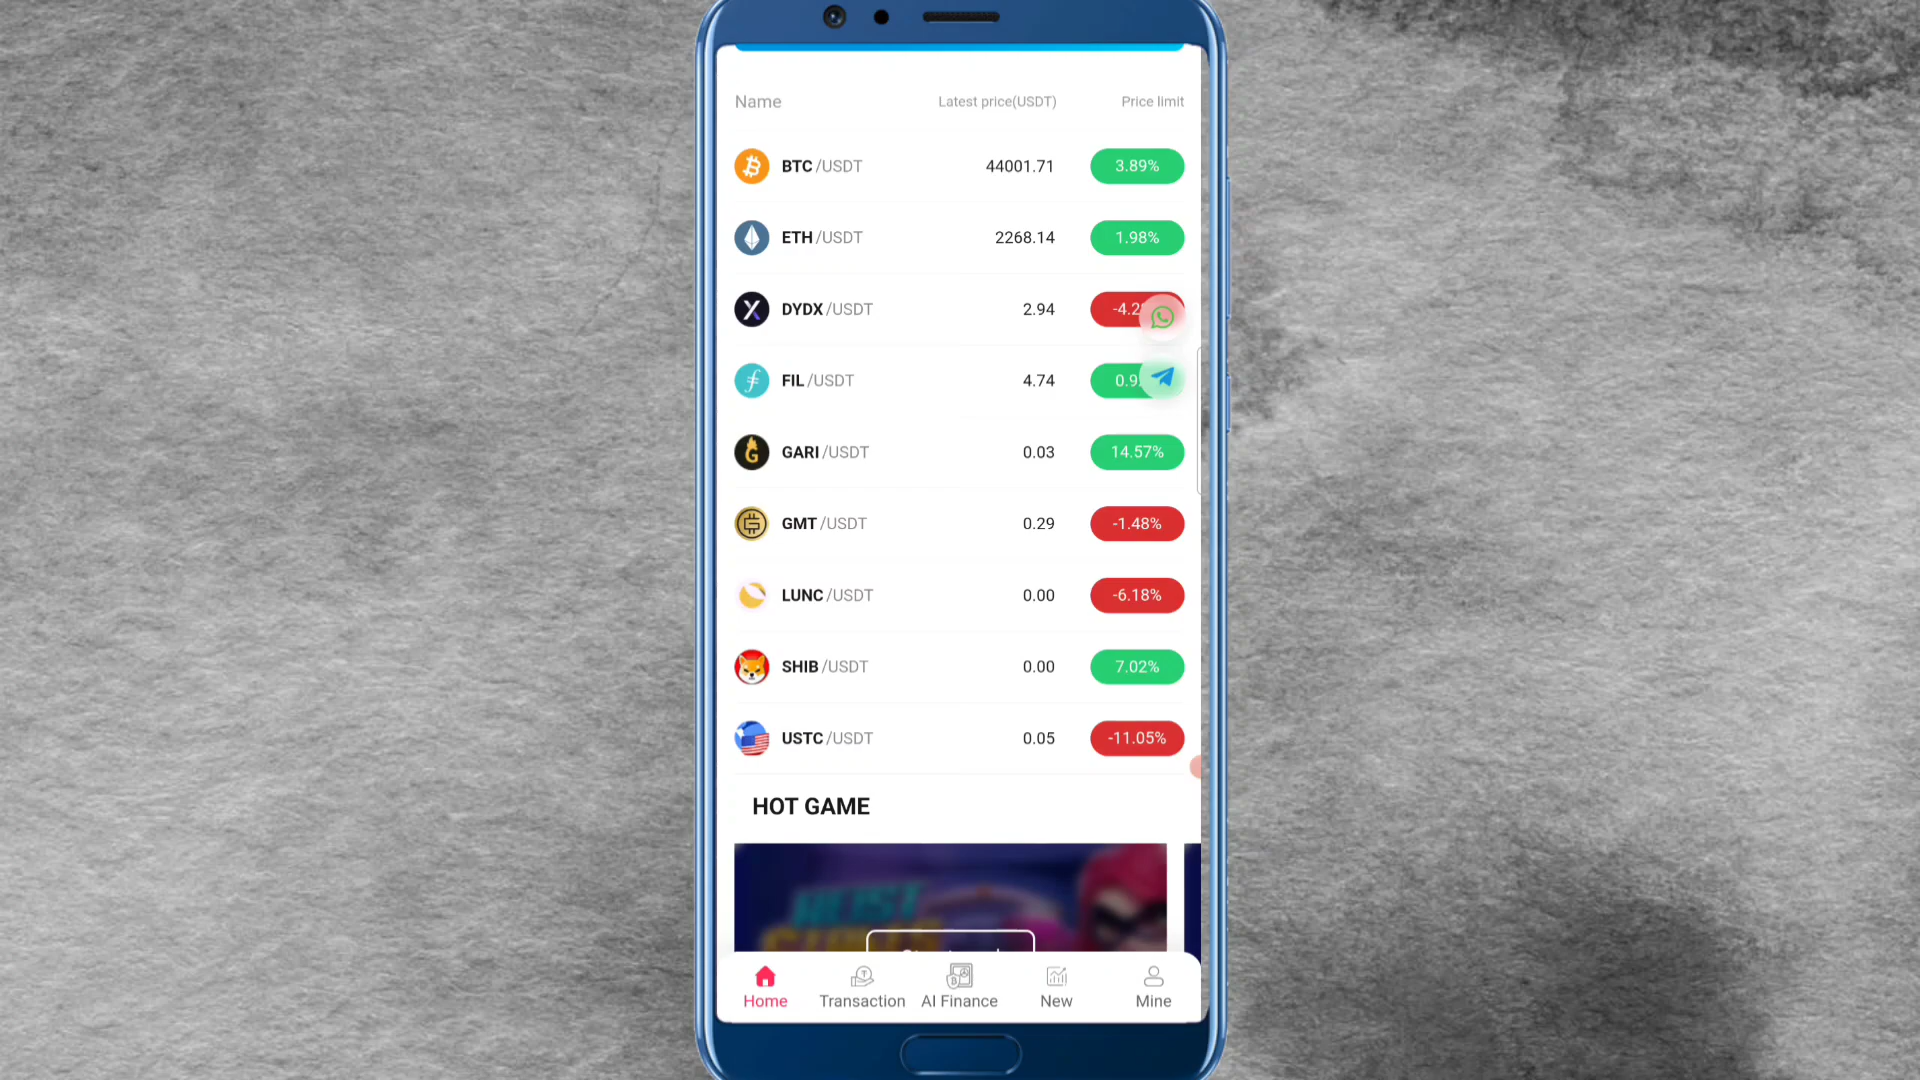 Name Latest price(USDT) Price limit
BTC /USDT 44001.71 3.89%
ETH /USDT 2268.14 1.98%
DYDX /USDT 2.94
FIL /USDT 4.74
GARI /USDT 0.03 14.57%
GMT /USDT 0.29 -1.48%
LUNC /USDT 0.00 -6.18%
SHIB /USDT 0.00 7.02%
USTC /USDT 0.05 -11.05%
HOT GAME
HEIST
Home Transaction AI Finance New Mine